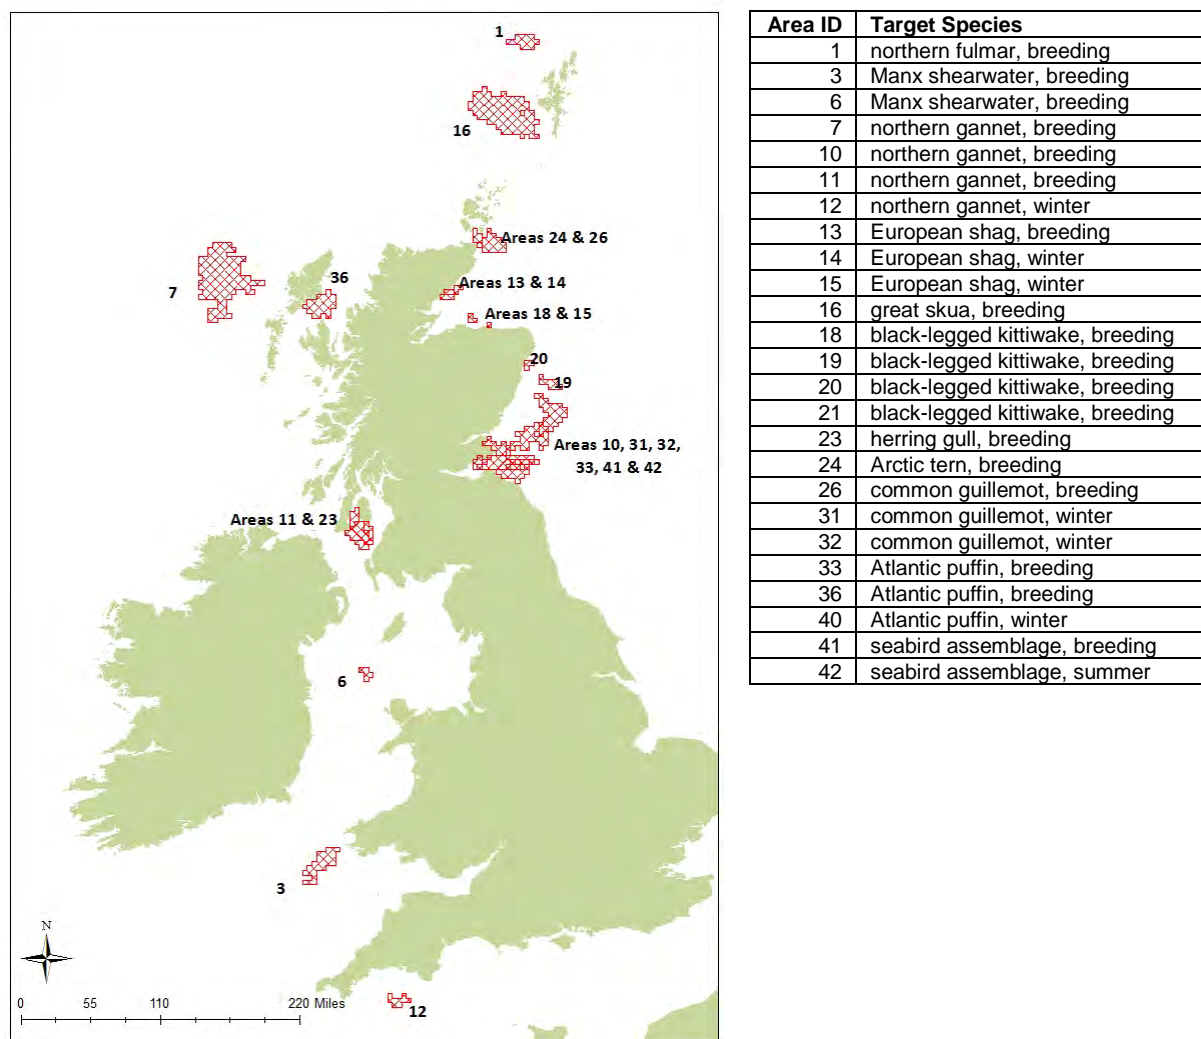 1
16
Areas 24 & 26
36
7
Areas 13 & 14
Areas 18 & 15
20
19
Areas 10, 31, 32,
33, 41 & 42
Areas 11 & 23
6
3
N
0 55 110 220 Miles
12
Area ID Target Species
1 northern fulmar, breeding
3 Manx shearwater, breeding
6 Manx shearwater, breeding
7 northern gannet, breeding
10 northern gannet, breeding
11 northern gannet, breeding
12 northern gannet, winter
13 European shag, breeding
14 European shag, winter
15 European shag, winter
16 great skua, breeding
18 black-legged kittiwake, breeding
19 black-legged kittiwake, breeding
20 black-legged kittiwake, breeding
21 black-legged kittiwake, breeding
23 herring gull, breeding
24 Arctic tern, breeding
26 common guillemot, breeding
31 common guillemot, winter
32 common guillemot, winter
33 Atlantic puffin, breeding
36 Atlantic puffin, breeding
40 Atlantic puffin, winter
41 seabird assemblage, breeding
42 seabird assemblage, summer